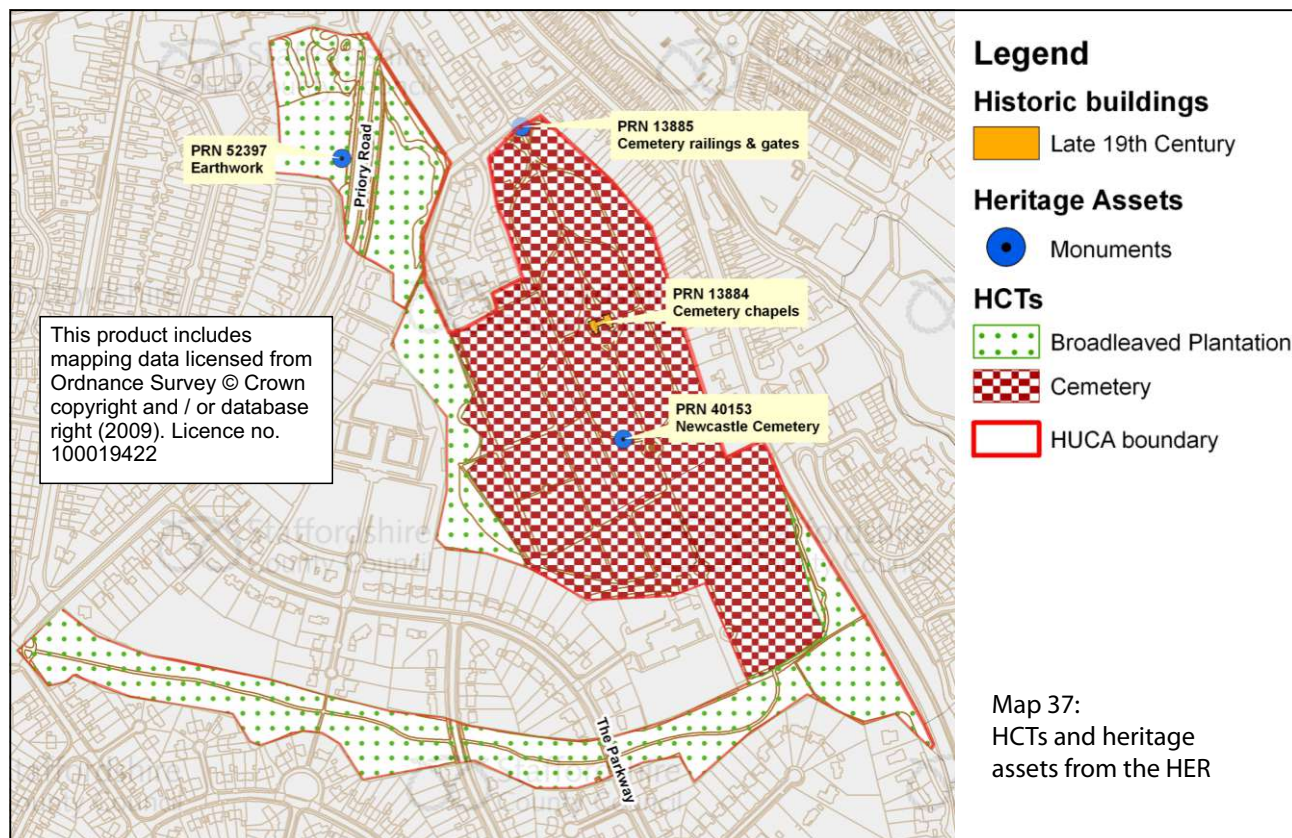 PRN 13885
Cemetery railings & gates
PRN 52397
Earthwork
Priory Road
PRN 13884
Cemetery chapels
This product includes
mapping data licensed from
Ordnance Survey © Crown
copyright and / or database
right (2009). Licence no.
100019422
PRN 40153
Newcastle Cemetery
The Parkway
Staffordshire
County Council
Legend
Historic buildings
Late 19th Century
Heritage Assets
Monuments
HCTs
Broadleaved Plantation
Cemetery
HUCA boundary
Map 37:
HCTs and heritage
assets from the HER